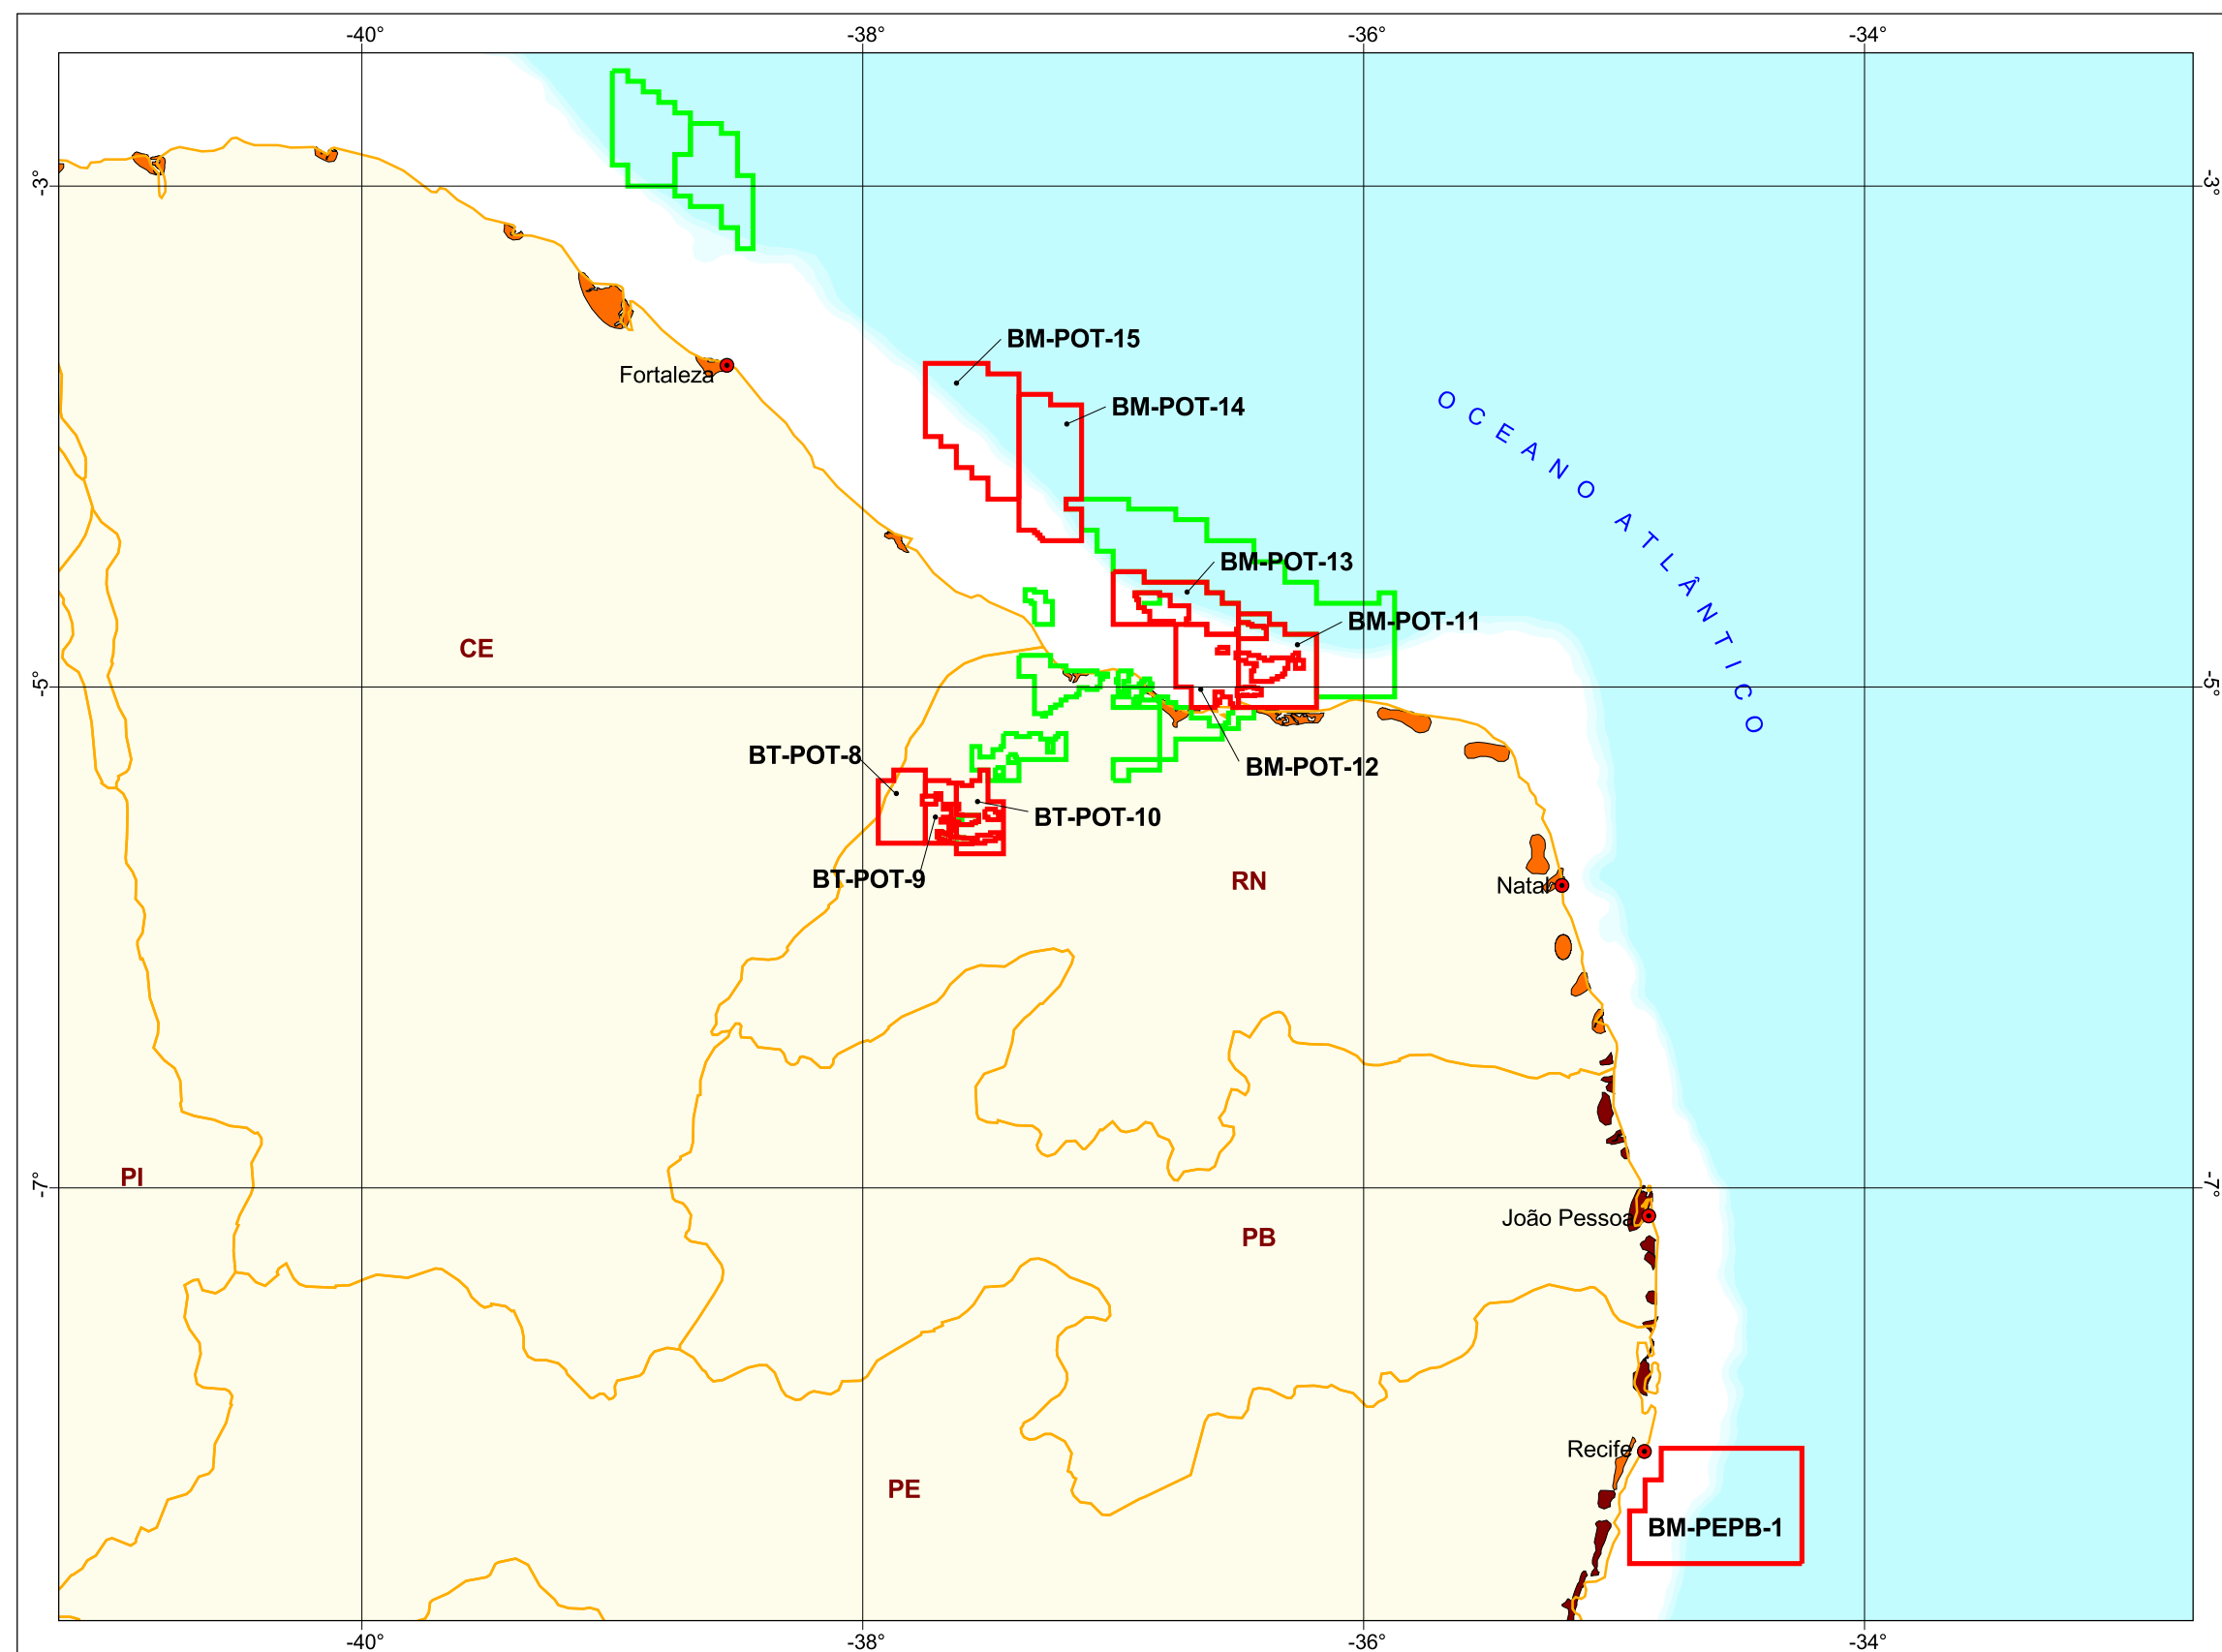 -40° -38° -36° -34°
-3° -3°
BM-POT-15
Fortaleza
BM-POT-14
OCEANO ATLÂNTICO
BM-POT-13
BM-POT-11
CE
-5° -5°
BT-POT-8
BM-POT-12
BT-POT-10
BT-POT-9
RN
Natal
PI
-7° -7°
João Pessoa
PB
Recife
PE
BM-PEPB-1
-40° -38° -36° -34°